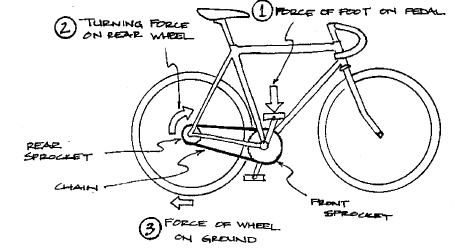 1 FORCE OF FOOT ON PEDAL
2 TURNING FORCE
ON REAR WHEEL
REAR
SPROCKET
CHAIN
FRONT
SPROCKET
3 FORCE OF WHEEL
ON GROUND